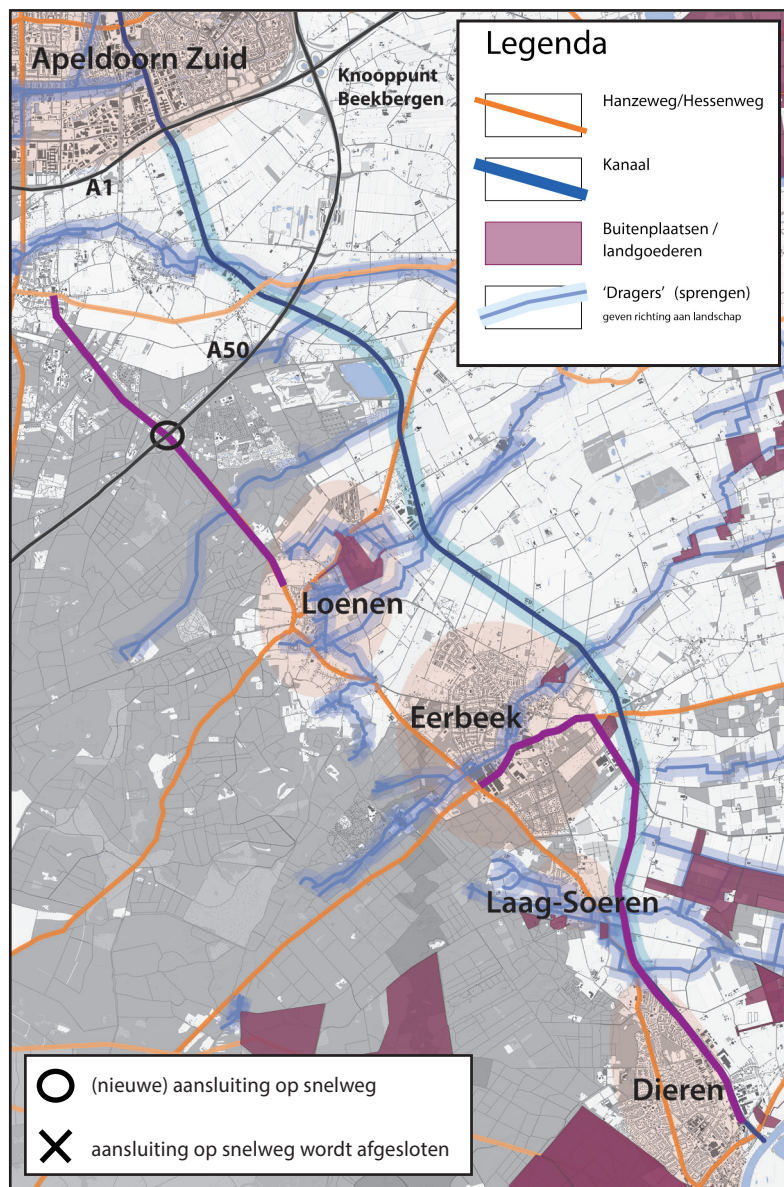 Apeldoorn Zuid
Knooppunt
Beekbergen
A1
A50
Loenen
Eerbeek
Laag-Soeren
Dieren
Legenda
Hanzeweg/Hessenweg
Kanaal
Buitenplaatsen /
landgoederen
‘Dragers’ (sprengen)
geven richting aan landschap
(nieuwe) aansluiting op snelweg
aansluiting op snelweg wordt afgesloten